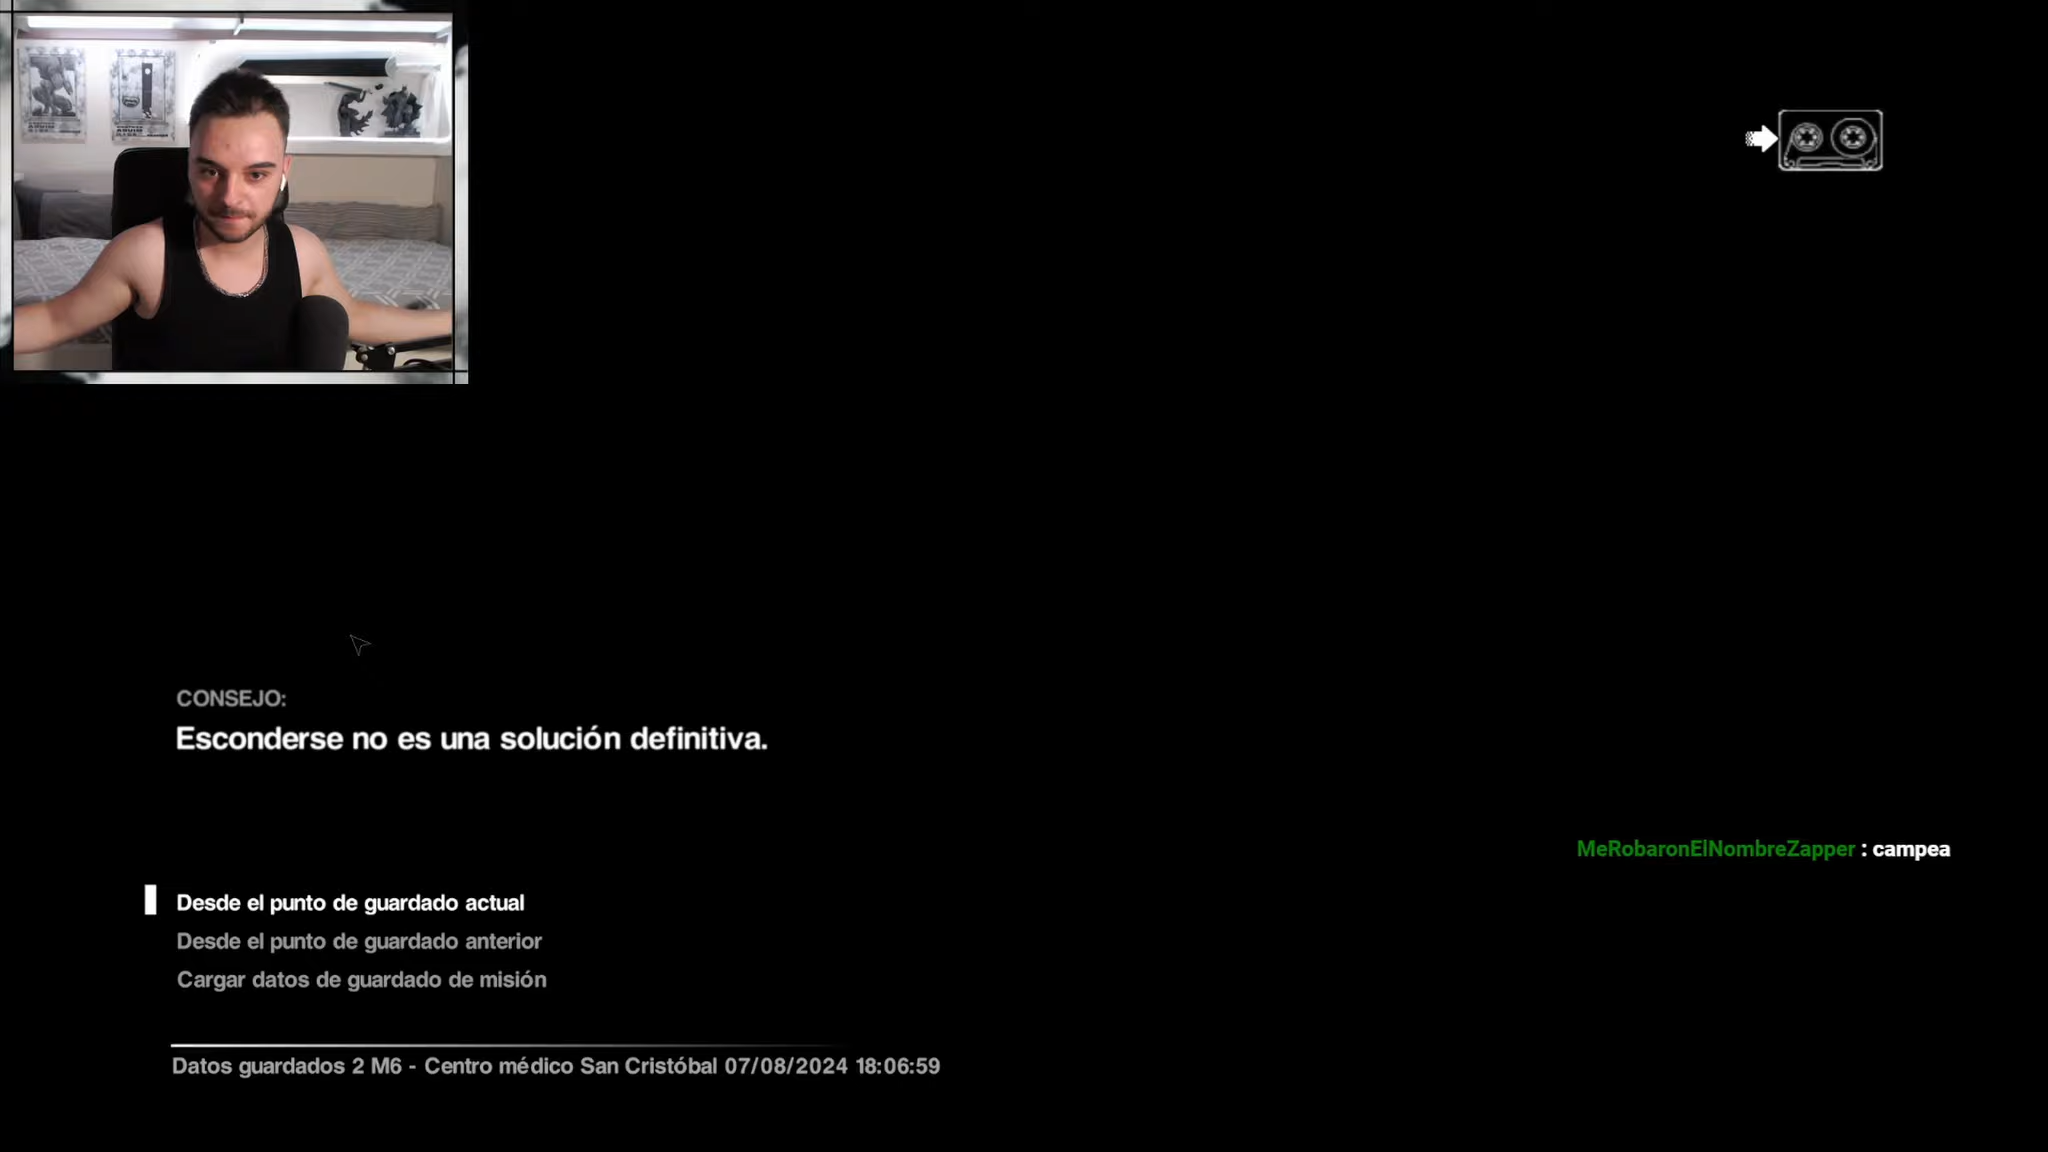 CONSEJO:
Esconderse no es una solución definitiva.
MeRobaronElNombreZapper : campea
Desde el punto de guardado actual
Desde el punto de guardado anterior
Cargar datos de guardado de misión
Datos guardados 2 M6 - Centro médico San Cristóbal 07/08/2024 18:06:59